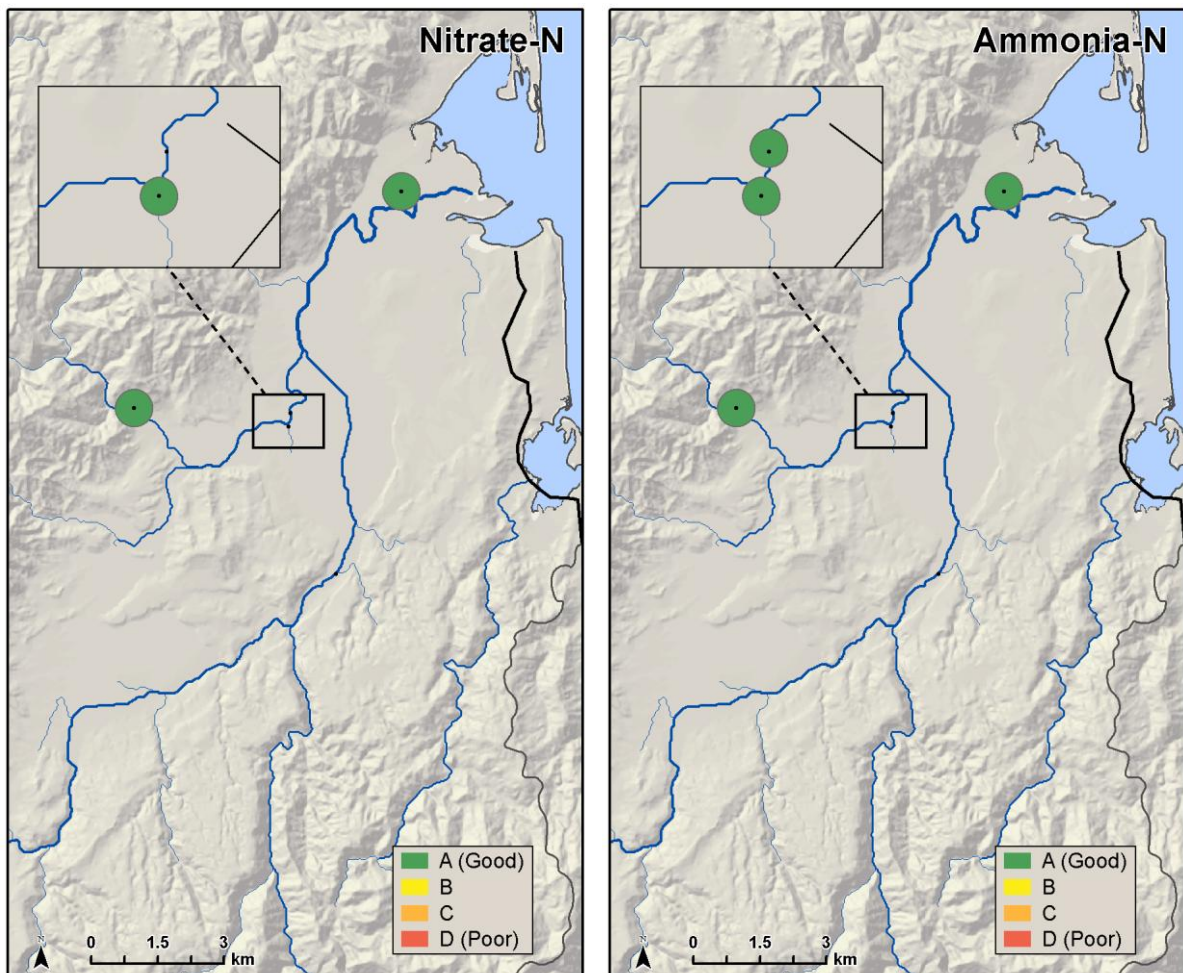 Nitrate-N
A (Good)
B
C
D (Poor)
N
0 1.5 3
km
Ammonia-N
A (Good)
B
C
D (Poor)
N
0 1.5 3
km